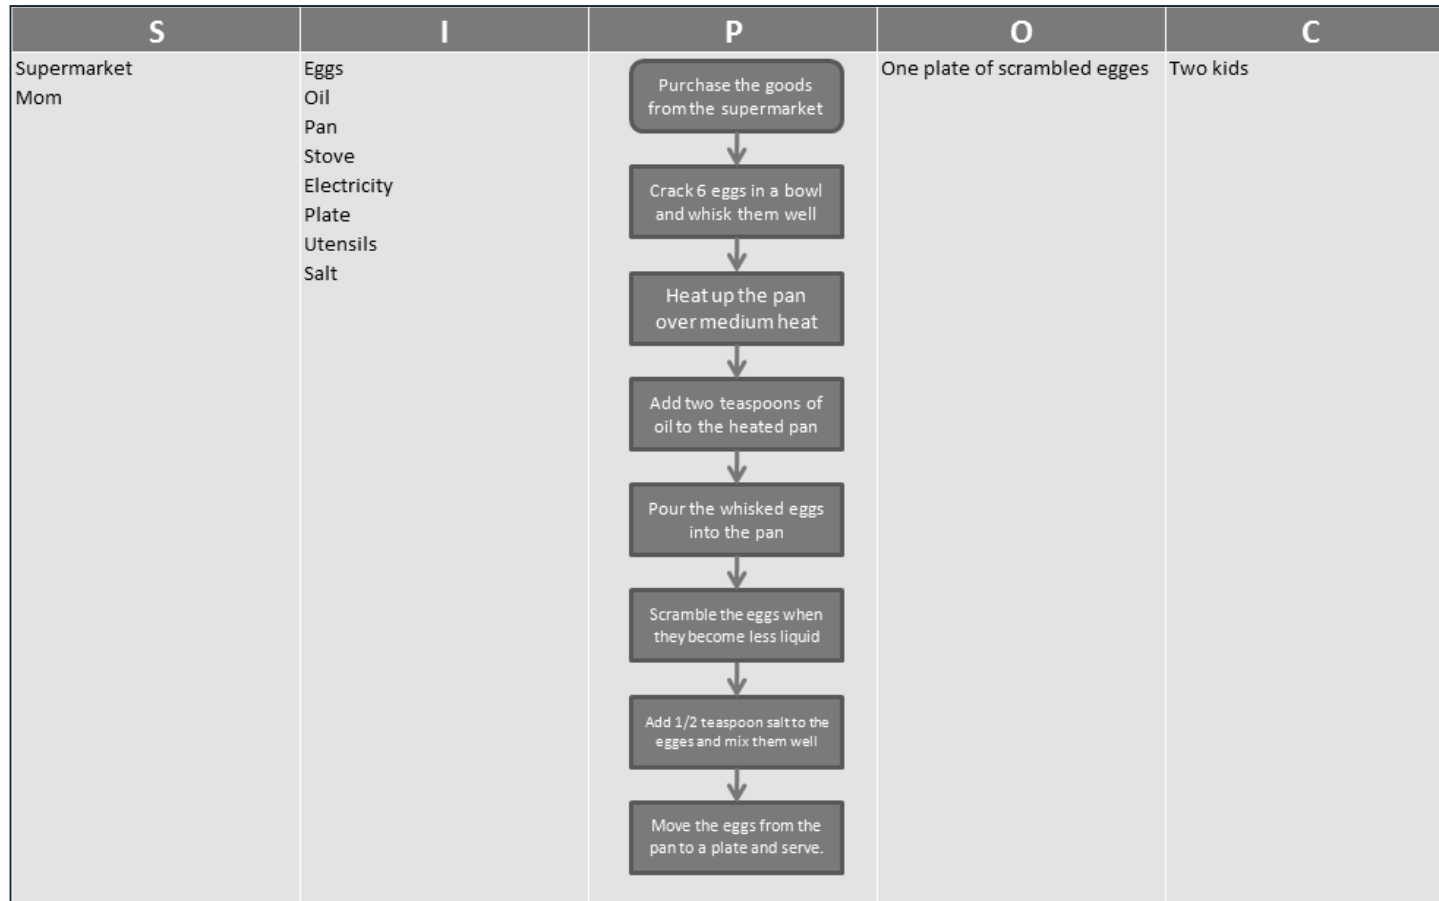 S
I
P
O
C
Supermarket
Mom
Eggs
Oil
Pan
Stove
Electricity
Plate
Utensils
Salt
Purchase the goods
from the supermarket
Crack 6 eggs in a bowl
and whisk them well
Heat up the pan
over medium heat
Add two teaspoons of
oil to the heated pan
Pour the whisked eggs
into the pan
Scramble the eggs when
they become less liquid
Add 1/2 teaspoon salt to the
egges and mix them well
Move the eggs from the
pan to a plate and serve.
One plate of scrambled egges
Two kids